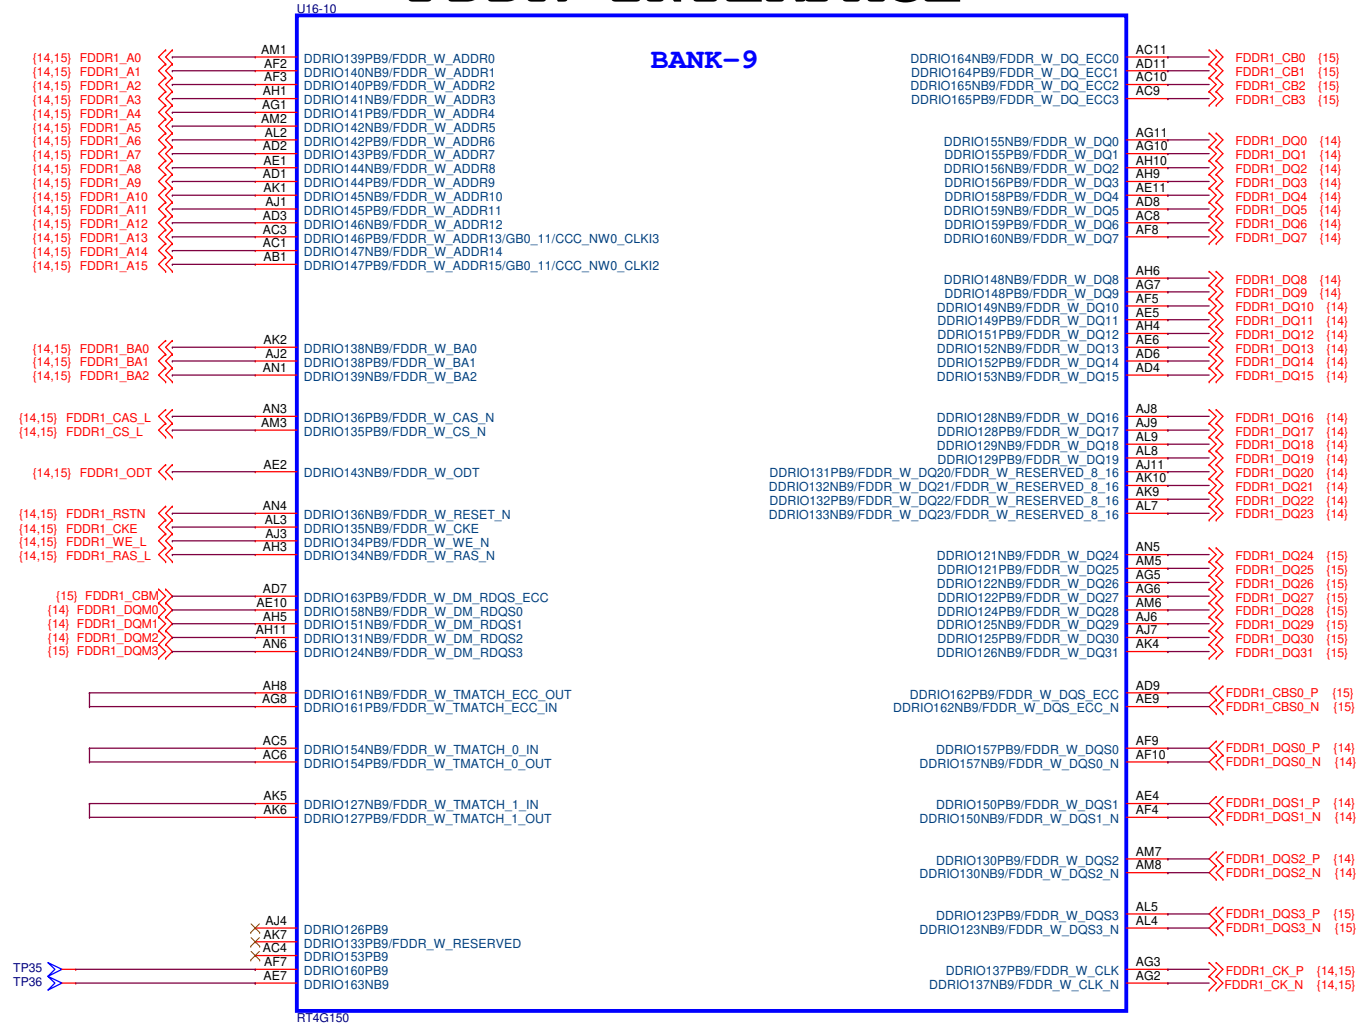 U16-10
BANK-9
{14,15} FDDR1_A0 AM1 DDRIO139PB9/FDDR_W_ADDR0
{14,15} FDDR1_A1 AF2 DDRIO140NB9/FDDR_W_ADDR1
{14,15} FDDR1_A2 AF3 DDRIO140PB9/FDDR_W_ADDR2
{14,15} FDDR1_A3 AH1 DDRIO141NB9/FDDR_W_ADDR3
{14,15} FDDR1_A4 AG1 DDRIO141PB9/FDDR_W_ADDR4
{14,15} FDDR1_A5 AM2 DDRIO142NB9/FDDR_W_ADDR5
{14,15} FDDR1_A6 AL2 DDRIO142PB9/FDDR_W_ADDR6
{14,15} FDDR1_A7 AD2 DDRIO143PB9/FDDR_W_ADDR7
{14,15} FDDR1_A8 AE1 DDRIO144NB9/FDDR_W_ADDR8
{14,15} FDDR1_A9 AD1 DDRIO144PB9/FDDR_W_ADDR9
{14,15} FDDR1_A10 AK1 DDRIO145NB9/FDDR_W_ADDR10
{14,15} FDDR1_A11 AJ1 DDRIO145PB9/FDDR_W_ADDR11
{14,15} FDDR1_A12 AD3 DDRIO146NB9/FDDR_W_ADDR12
{14,15} FDDR1_A13 AC3 DDRIO146PB9/FDDR_W_ADDR13/GB0_11/CCC_NW0_CLKI3
{14,15} FDDR1_A14 AC1 DDRIO147NB9/FDDR_W_ADDR14
{14,15} FDDR1_A15 AB1 DDRIO147PB9/FDDR_W_ADDR15/GB0_11/CCC_NW0_CLKI2
{14,15} FDDR1_BA0 AK2 DDRIO138NB9/FDDR_W_BA0
{14,15} FDDR1_BA1 AJ2 DDRIO138PB9/FDDR_W_BA1
{14,15} FDDR1_BA2 AN1 DDRIO139NB9/FDDR_W_BA2
{14,15} FDDR1_CAS_L AN3 DDRIO136PB9/FDDR_W_CAS_N
{14,15} FDDR1_CS_L AM3 DDRIO135PB9/FDDR_W_CS_N
{14,15} FDDR1_ODT AE2 DDRIO143NB9/FDDR_W_ODT
{14,15} FDDR1_RSTN AN4 DDRIO136NB9/FDDR_W_RESET_N
{14,15} FDDR1_CKE AL3 DDRIO135NB9/FDDR_W_CKE
{14,15} FDDR1_WE_L AJ3 DDRIO134PB9/FDDR_W_WE_N
{14,15} FDDR1_RAS_L AH3 DDRIO134NB9/FDDR_W_RAS_N
{15} FDDR1_CBM AD7 DDRIO163PB9/FDDR_W_DM_RDQS_ECC
{14} FDDR1_DQM0 AE10 DDRIO158NB9/FDDR_W_DM_RDQS0
{14} FDDR1_DQM1 AH5 DDRIO151NB9/FDDR_W_DM_RDQS1
{14} FDDR1_DQM2 AH11 DDRIO131NB9/FDDR_W_DM_RDQS2
{15} FDDR1_DQM3 AN6 DDRIO124NB9/FDDR_W_DM_RDQS3
AH8 DDRIO161NB9/FDDR_W_TMATCH_ECC_OUT
AG8 DDRIO161PB9/FDDR_W_TMATCH_ECC_IN
AC5 DDRIO154NB9/FDDR_W_TMATCH_0_IN
AC6 DDRIO154PB9/FDDR_W_TMATCH_0_OUT
AK5 DDRIO127NB9/FDDR_W_TMATCH_1_IN
AK6 DDRIO127PB9/FDDR_W_TMATCH_1_OUT
AJ4 DDRIO126PB9
AK7 DDRIO133PB9/FDDR_W_RESERVED
AC4 DDRIO153PB9
TP35 AF7 DDRIO160PB9
TP36 AE7 DDRIO163NB9
DDRIO164NB9/FDDR_W_DQ_ECC0 AC11 FDDR1_CB0 {15}
DDRIO164PB9/FDDR_W_DQ_ECC1 AD11 FDDR1_CB1 {15}
DDRIO165NB9/FDDR_W_DQ_ECC2 AC10 FDDR1_CB2 {15}
DDRIO165PB9/FDDR_W_DQ_ECC3 AC9 FDDR1_CB3 {15}
DDRIO155NB9/FDDR_W_DQ0 AG11 FDDR1_DQ0 {14}
DDRIO155PB9/FDDR_W_DQ1 AG10 FDDR1_DQ1 {14}
DDRIO156NB9/FDDR_W_DQ2 AH10 FDDR1_DQ2 {14}
DDRIO156PB9/FDDR_W_DQ3 AH9 FDDR1_DQ3 {14}
DDRIO158PB9/FDDR_W_DQ4 AE11 FDDR1_DQ4 {14}
DDRIO159NB9/FDDR_W_DQ5 AD8 FDDR1_DQ5 {14}
DDRIO159PB9/FDDR_W_DQ6 AC8 FDDR1_DQ6 {14}
DDRIO160NB9/FDDR_W_DQ7 AF8 FDDR1_DQ7 {14}
DDRIO148NB9/FDDR_W_DQ8 AH6 FDDR1_DQ8 {14}
DDRIO148PB9/FDDR_W_DQ9 AG7 FDDR1_DQ9 {14}
DDRIO149NB9/FDDR_W_DQ10 AF5 FDDR1_DQ10 {14}
DDRIO149PB9/FDDR_W_DQ11 AE5 FDDR1_DQ11 {14}
DDRIO151PB9/FDDR_W_DQ12 AH4 FDDR1_DQ12 {14}
DDRIO152NB9/FDDR_W_DQ13 AE6 FDDR1_DQ13 {14}
DDRIO152PB9/FDDR_W_DQ14 AD6 FDDR1_DQ14 {14}
DDRIO153NB9/FDDR_W_DQ15 AD4 FDDR1_DQ15 {14}
DDRIO128NB9/FDDR_W_DQ16 AJ8 FDDR1_DQ16 {14}
DDRIO128PB9/FDDR_W_DQ17 AJ9 FDDR1_DQ17 {14}
DDRIO129NB9/FDDR_W_DQ18 AL9 FDDR1_DQ18 {14}
DDRIO129PB9/FDDR_W_DQ19 AL8 FDDR1_DQ19 {14}
DDRIO131PB9/FDDR_W_DQ20/FDDR_W_RESERVED_8_16 AJ11 FDDR1_DQ20 {14}
DDRIO132NB9/FDDR_W_DQ21/FDDR_W_RESERVED_8_16 AK10 FDDR1_DQ21 {14}
DDRIO132PB9/FDDR_W_DQ22/FDDR_W_RESERVED_8_16 AK9 FDDR1_DQ22 {14}
DDRIO133NB9/FDDR_W_DQ23/FDDR_W_RESERVED_8_16 AL7 FDDR1_DQ23 {14}
DDRIO121NB9/FDDR_W_DQ24 AN5 FDDR1_DQ24 {15}
DDRIO121PB9/FDDR_W_DQ25 AM5 FDDR1_DQ25 {15}
DDRIO122NB9/FDDR_W_DQ26 AG5 FDDR1_DQ26 {15}
DDRIO122PB9/FDDR_W_DQ27 AG6 FDDR1_DQ27 {15}
DDRIO124PB9/FDDR_W_DQ28 AM6 FDDR1_DQ28 {15}
DDRIO125NB9/FDDR_W_DQ29 AJ6 FDDR1_DQ29 {15}
DDRIO125PB9/FDDR_W_DQ30 AJ7 FDDR1_DQ30 {15}
DDRIO126NB9/FDDR_W_DQ31 AK4 FDDR1_DQ31 {15}
DDRIO162PB9/FDDR_W_DQS_ECC AD9 FDDR1_CBS0_P {15}
DDRIO162NB9/FDDR_W_DQS_ECC_N AE9 FDDR1_CBS0_N {15}
DDRIO157PB9/FDDR_W_DQS0 AF9 FDDR1_DQS0_P {14}
DDRIO157NB9/FDDR_W_DQS0_N AF10 FDDR1_DQS0_N {14}
DDRIO150PB9/FDDR_W_DQS1 AE4 FDDR1_DQS1_P {14}
DDRIO150NB9/FDDR_W_DQS1_N AF4 FDDR1_DQS1_N {14}
DDRIO130PB9/FDDR_W_DQS2 AM7 FDDR1_DQS2_P {14}
DDRIO130NB9/FDDR_W_DQS2_N AM8 FDDR1_DQS2_N {14}
DDRIO123PB9/FDDR_W_DQS3 AL5 FDDR1_DQS3_P {15}
DDRIO123NB9/FDDR_W_DQS3_N AL4 FDDR1_DQS3_N {15}
DDRIO137PB9/FDDR_W_CLK AG3 FDDR1_CK_P {14,15}
DDRIO137NB9/FDDR_W_CLK_N AG2 FDDR1_CK_N {14,15}
RT4G150